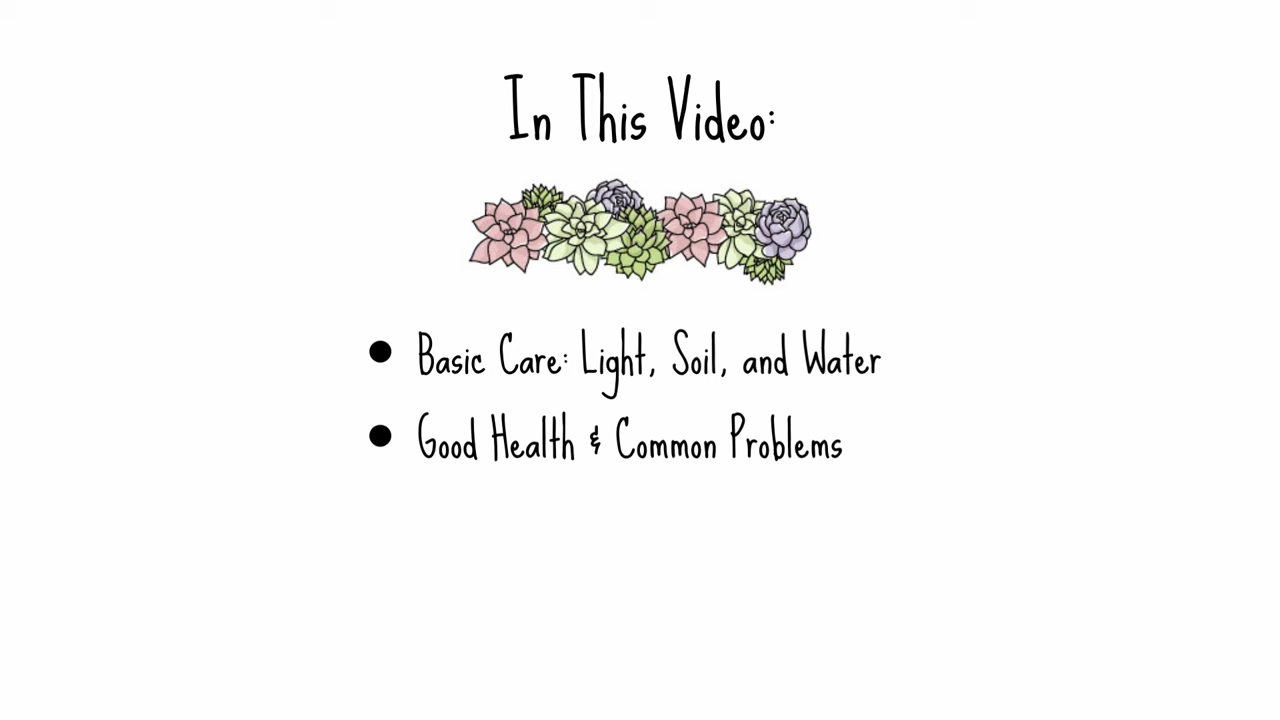 In This Video:
● Basic Care: Light, Soil, and Water
● Good Health & Common Problems